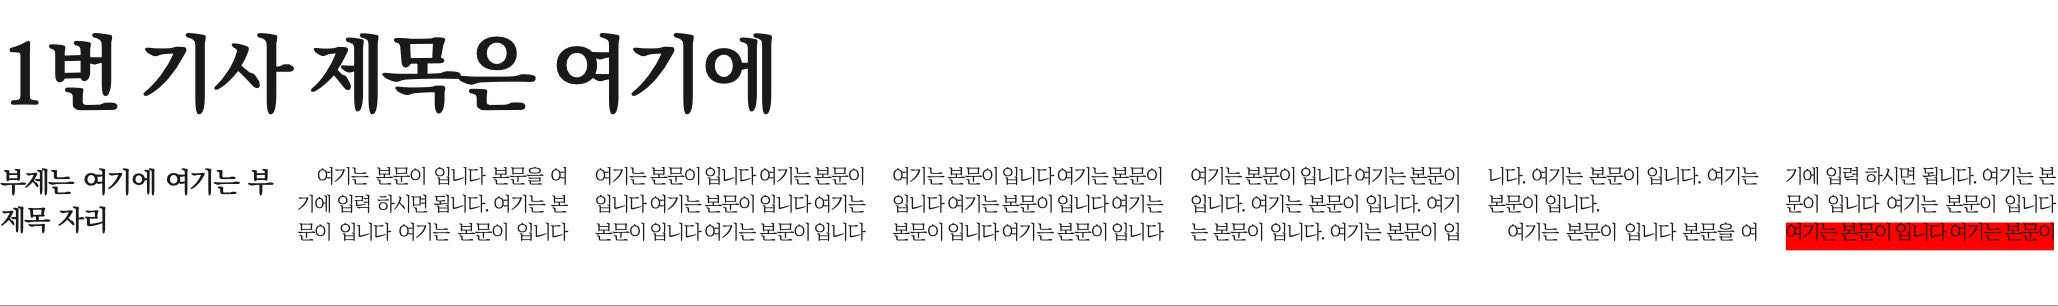 1번 기사 제목은 여기에
부제는 여기에 여기는 부
제목 자리
여기는 본문이 입니다 본문을 여
기에 입력 하시면 됩니다. 여기는 본
문이 입니다 여기는 본문이 입니다
여기는 본문이 입니다 여기는 본문이
입니다 여기는 본문이 입니다 여기는
본문이 입니다 여기는 본문이 입니다
여기는 본문이 입니다 여기는 본문이
입니다 여기는 본문이 입니다 여기는
본문이 입니다 여기는 본문이 입니다
여기는 본문이 입니다 여기는 본문이
입니다. 여기는 본문이 입니다. 여기
는 본문이 입니다. 여기는 본문이 입
니다. 여기는 본문이 입니다. 여기는
본문이 입니다.
여기는 본문이 입니다 본문을 여
기에 입력 하시면 됩니다. 여기는 본
문이 입니다 여기는 본문이 입니다
여기는 본문이 입니다 여기는 본문이